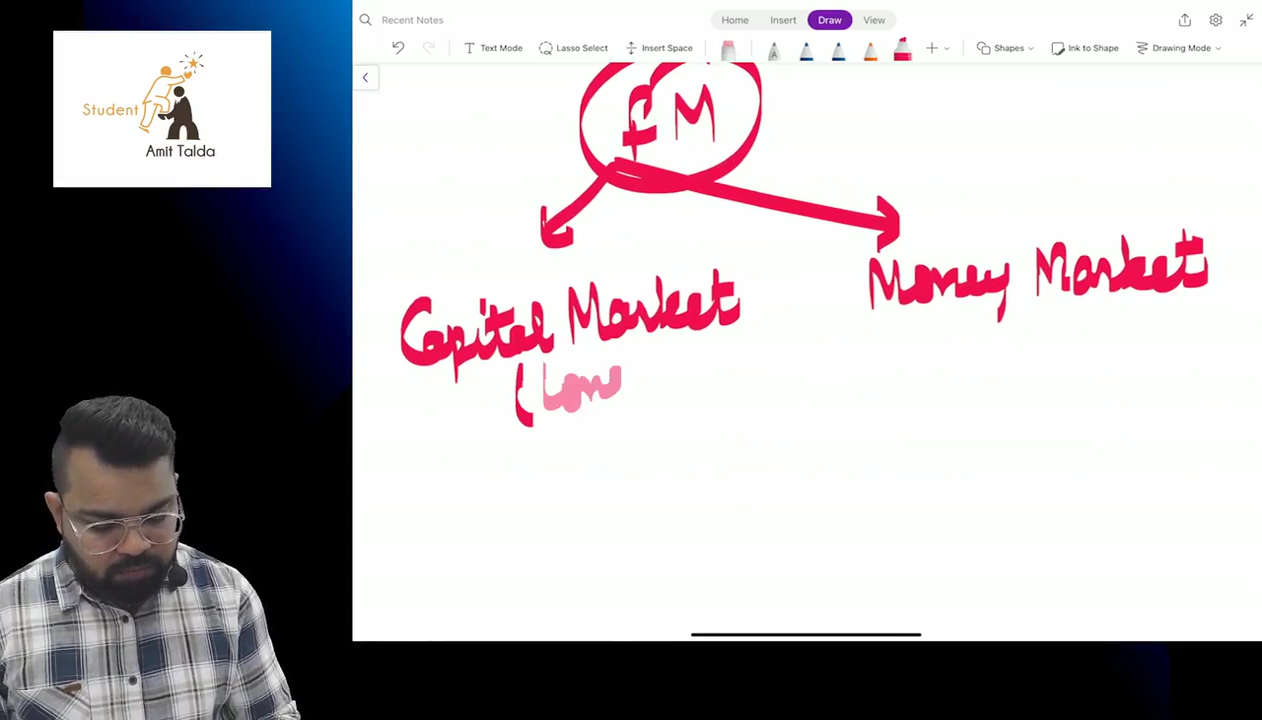 Recent Notes
Home Insert Draw View
Text Mode Lasso Select Insert Space A Shapes Ink to Shape Drawing Mode
Student
Amit Talda
FM
Capital Market
Money Market
(Lon